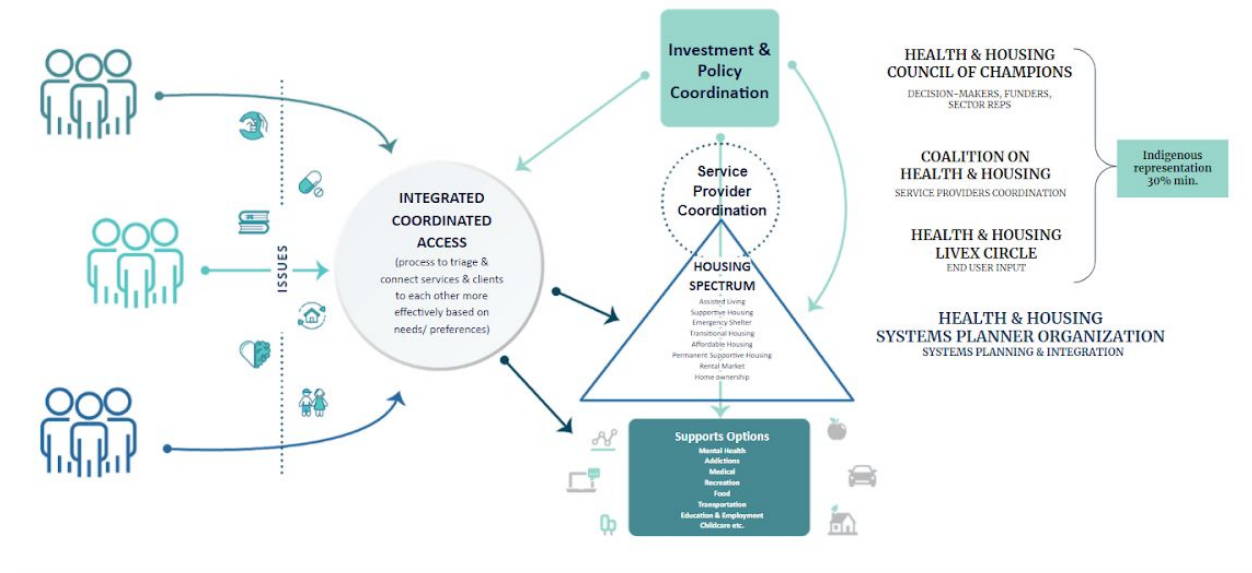 ISSUES
INTEGRATED
COORDINATED
ACCESS
(process to triage &
connect services & clients
to each other more
effectively based on
needs/ preferences)
Investment &
Policy
Coordination
Service
Provider
Coordination
HOUSING
SPECTRUM
Assisted Living
Supportive Housing
Emergency Shelter
Transitional Housing
Affordable Housing
Permanent Supportive Housing
Rental Market
Home ownership
Supports Options
Mental Health
Addictions
Medical
Recreation
Food
Transportation
Education & Employment
Childcare etc.
HEALTH & HOUSING
COUNCIL OF CHAMPIONS
DECISION-MAKERS, FUNDERS,
SECTOR REPS
COALITION ON
HEALTH & HOUSING
SERVICE PROVIDERS COORDINATION
HEALTH & HOUSING
LIVEX CIRCLE
END USER INPUT
Indigenous
representation
30% min.
HEALTH & HOUSING
SYSTEMS PLANNER ORGANIZATION
SYSTEMS PLANNING & INTEGRATION